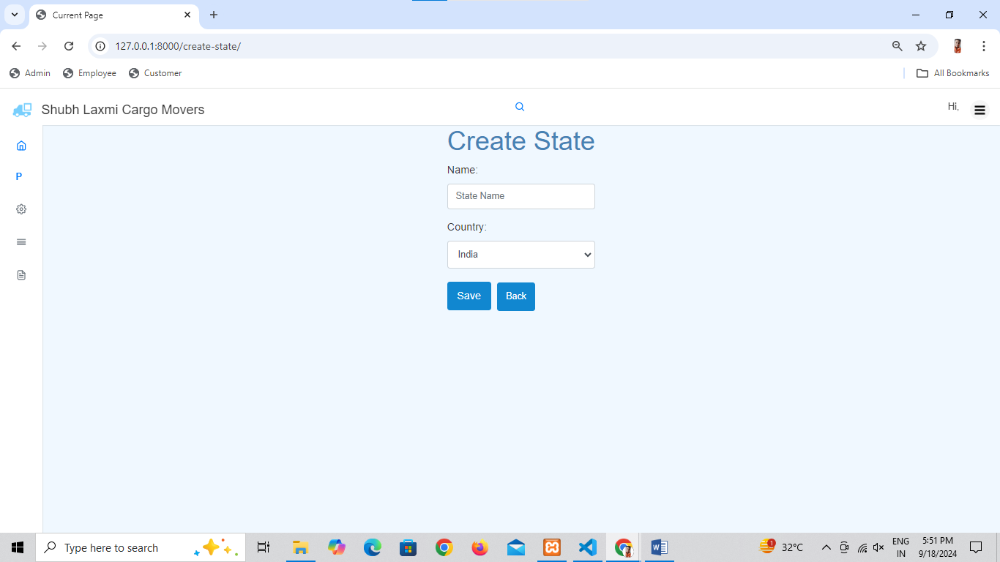 Current Page
127.0.0.1:8000/create-state/
Admin Employee Customer All Bookmarks
Shubh Laxmi Cargo Movers Hi,
Create State
P
Name:
State Name
Country:
India
Save Back
Type here to search
1 32°C
ENG
IN
5:51 PM
9/18/2024